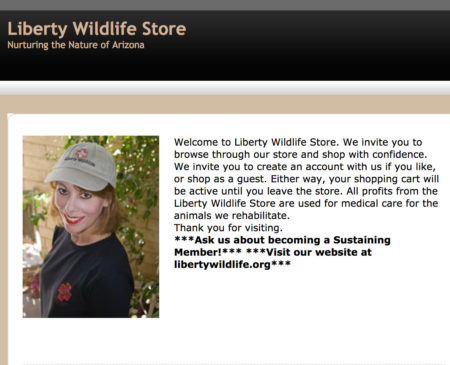 Liberty Wildlife Store
Nurturing the Nature of Arizona
Welcome to Liberty Wildlife Store. We invite you to
browse through our store and shop with confidence.
We invite you to create an account with us if you like,
or shop as a guest. Either way, your shopping cart will
be active until you leave the store. All profits from the
Liberty Wildlife Store are used for medical care for the
animals we rehabilitate.
Thank you for visiting.
***Ask us about becoming a Sustaining
Member!*** ***Visit our website at
libertywildlife.org***